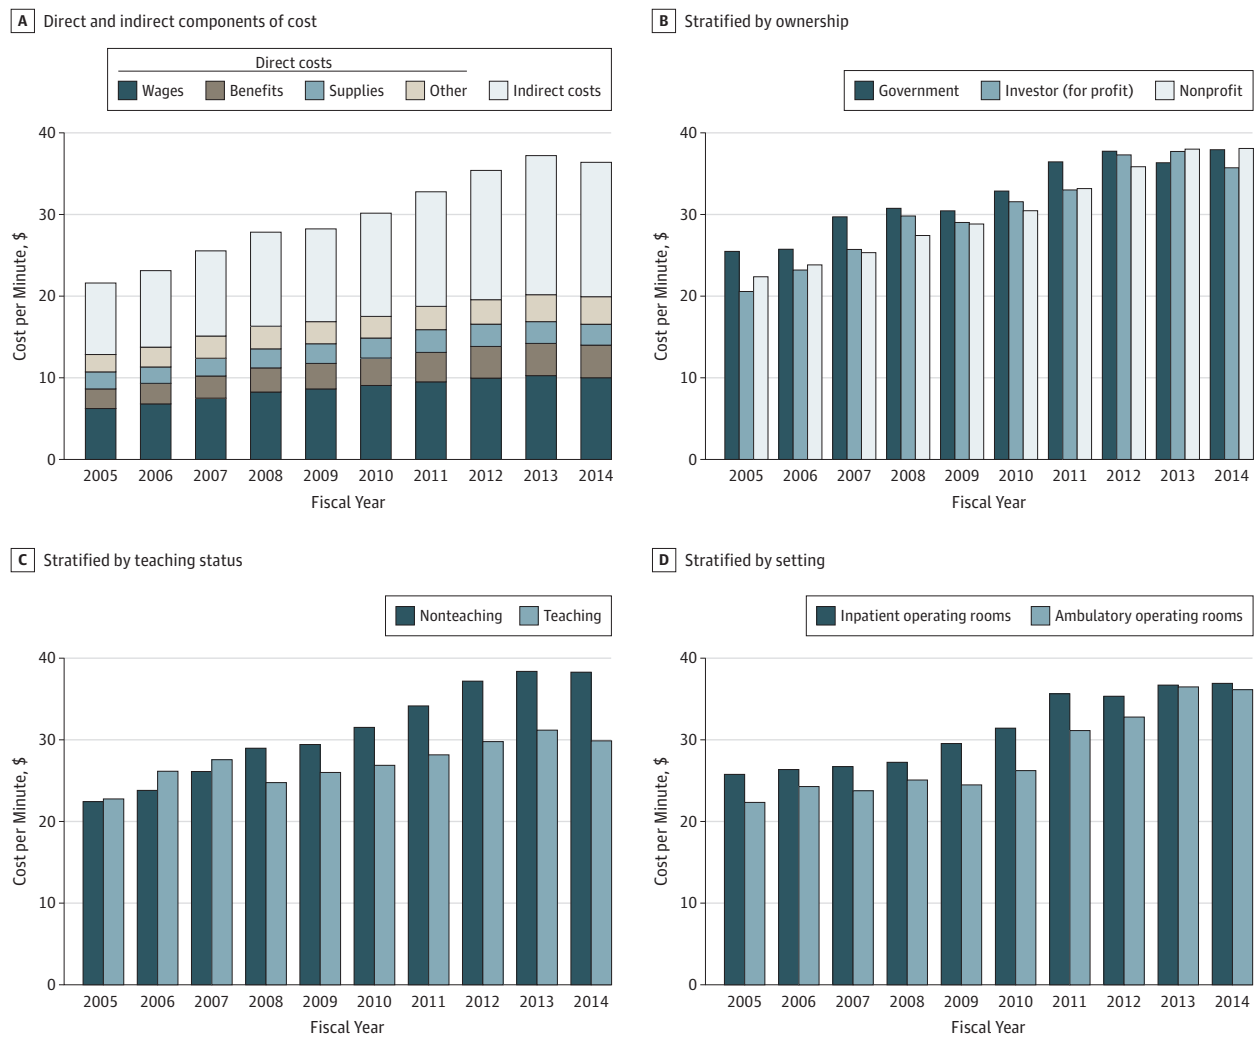 A Direct and indirect components of cost
Direct costs
Wages Benefits Supplies Other Indirect costs
40
30
20
10
0
Cost per Minute, $
2005 2006 2007 2008 2009 2010 2011 2012 2013 2014
Fiscal Year
B Stratified by ownership
Government Investor (for profit) Nonprofit
40
30
20
10
0
Cost per Minute, $
2005 2006 2007 2008 2009 2010 2011 2012 2013 2014
Fiscal Year
C Stratified by teaching status
Nonteaching Teaching
40
30
20
10
0
Cost per Minute, $
2005 2006 2007 2008 2009 2010 2011 2012 2013 2014
Fiscal Year
D Stratified by setting
Inpatient operating rooms Ambulatory operating rooms
40
30
20
10
0
Cost per Minute, $
2005 2006 2007 2008 2009 2010 2011 2012 2013 2014
Fiscal Year